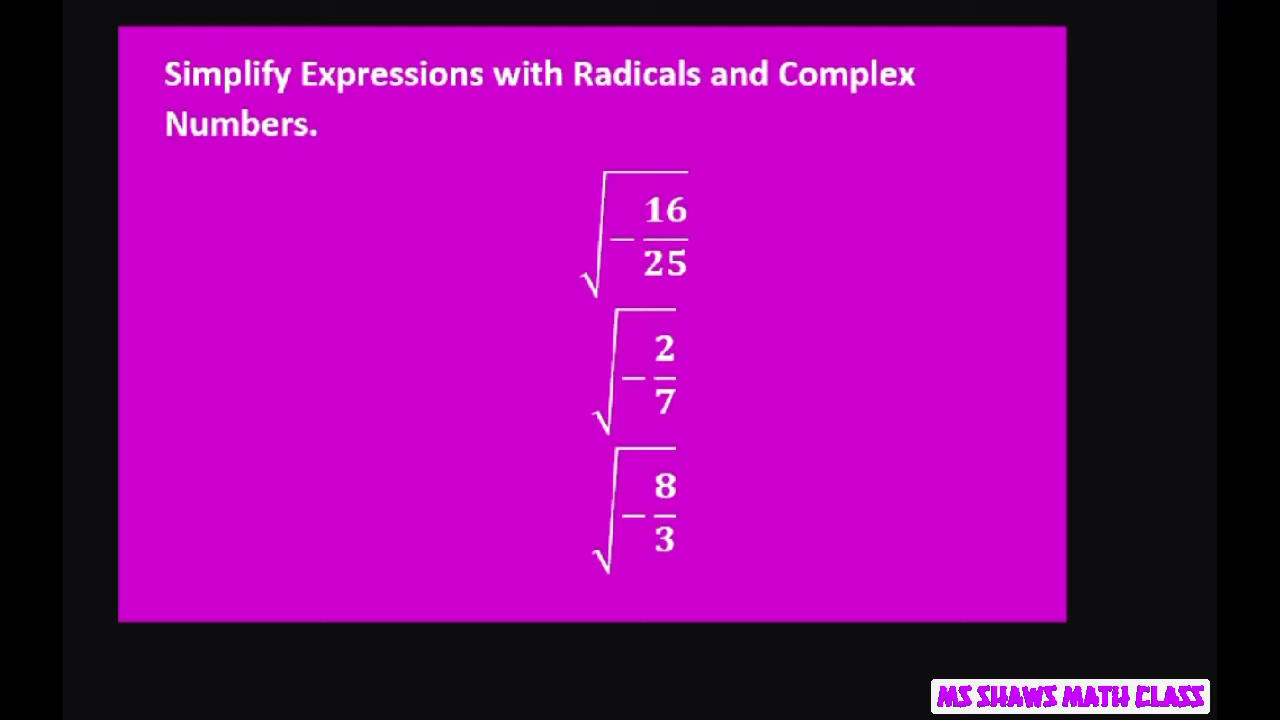 Simplify Expressions with Radicals and Complex
Numbers.
√−16/25
√−2/7
√−8/3
MS SHAWS MATH CLASS